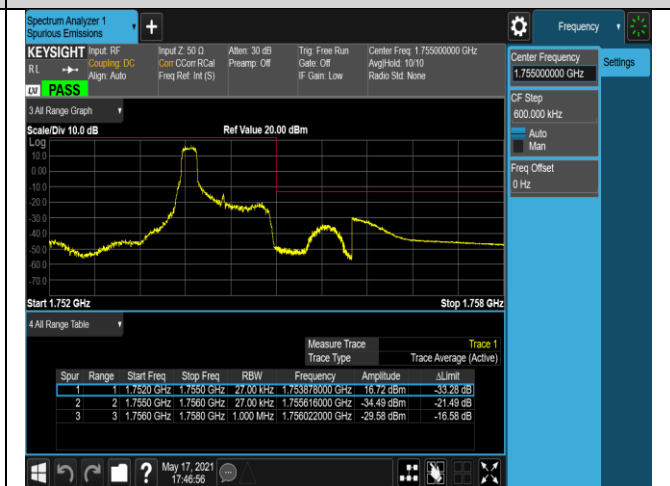 Spectrum Analyzer 1
Spurious Emissions
Frequency
KEYSIGHT Input: RF Input Z: 50 Ω Atten: 30 dB Trig: Free Run Center Freq: 1.755000000 GHz
RL Coupling: DC Corr CCorr RCal Preamp: Off Gate: Off Avg|Hold: 10/10
Align: Auto Freq Ref: Int (S) IF Gain: Low Radio Std: None
LXI PASS
Center Frequency
1.755000000 GHz
Settings
CF Step
600.000 kHz
Auto
Man
Freq Offset
0 Hz
3 All Range Graph
Scale/Div 10.0 dB Ref Value 20.00 dBm
Log
10.0
0.00
-10.0
-20.0
-30.0
-40.0
-50.0
-60.0
-70.0
Start 1.752 GHz Stop 1.758 GHz
4 All Range Table
Measure Trace Trace 1
Trace Type Trace Average (Active)
Spur Range Start Freq Stop Freq RBW Frequency Amplitude ΔLimit
1 1 1.7520 GHz 1.7550 GHz 27.00 kHz 1.753878000 GHz 16.72 dBm -33.28 dB
2 2 1.7550 GHz 1.7560 GHz 27.00 kHz 1.755616000 GHz -34.49 dBm -21.49 dB
3 3 1.7560 GHz 1.7580 GHz 1.000 MHz 1.756022000 GHz -29.58 dBm -16.58 dB
? May 17, 2021
17:46:56